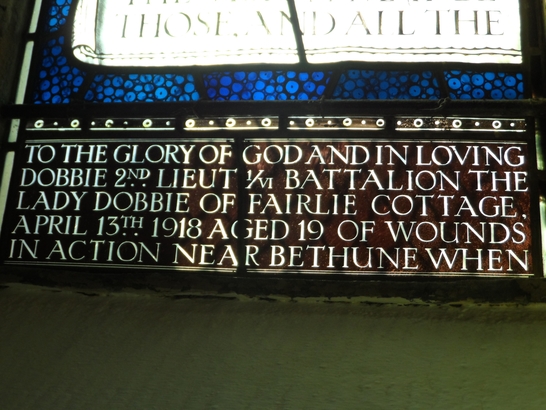 THOSE, AND ALL THE
TO THE GLORY OF GOD AND IN LOVING
DOBBIE 2ND LIEUT 1/VI BATTALION THE
LADY DOBBIE OF FAIRLIE COTTAGE,
APRIL 13TH 1918 AGED 19 OF WOUNDS
IN ACTION NEAR BETHUNE WHEN